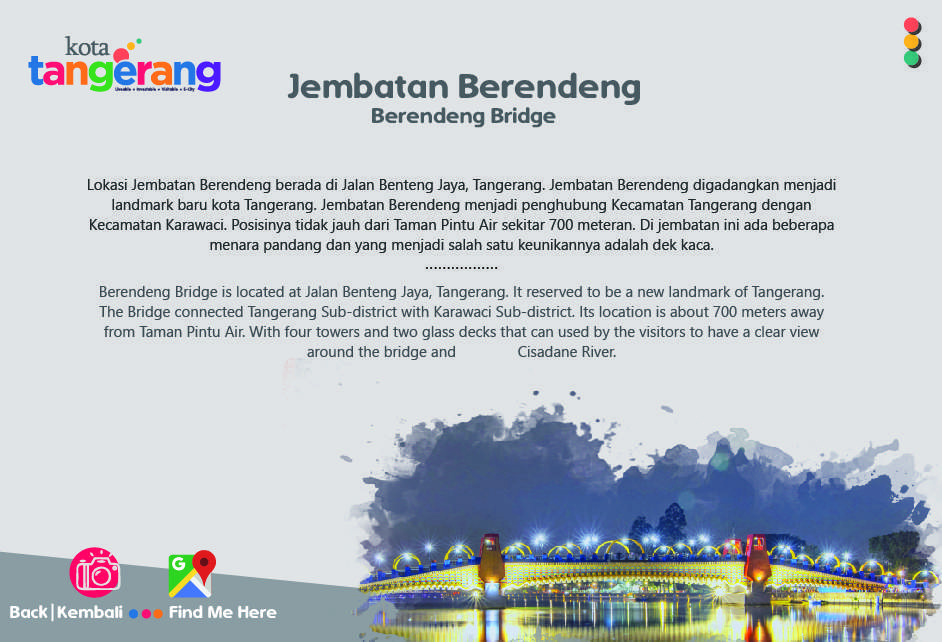 kota
tangerang
Liveable • Investable • Visitable • E-City
Jembatan Berendeng
Berendeng Bridge
Lokasi Jembatan Berendeng berada di Jalan Benteng Jaya, Tangerang. Jembatan Berendeng digadangkan menjadi
landmark baru kota Tangerang. Jembatan Berendeng menjadi penghubung Kecamatan Tangerang dengan
Kecamatan Karawaci. Posisinya tidak jauh dari Taman Pintu Air sekitar 700 meteran. Di jembatan ini ada beberapa
menara pandang dan yang menjadi salah satu keunikannya adalah dek kaca.
.................
Berendeng Bridge is located at Jalan Benteng Jaya, Tangerang. It reserved to be a new landmark of Tangerang.
The Bridge connected Tangerang Sub-district with Karawaci Sub-district. Its location is about 700 meters away
from Taman Pintu Air. With four towers and two glass decks that can used by the visitors to have a clear view
around the bridge and Cisadane River.
G
Back|Kembali ●●● Find Me Here